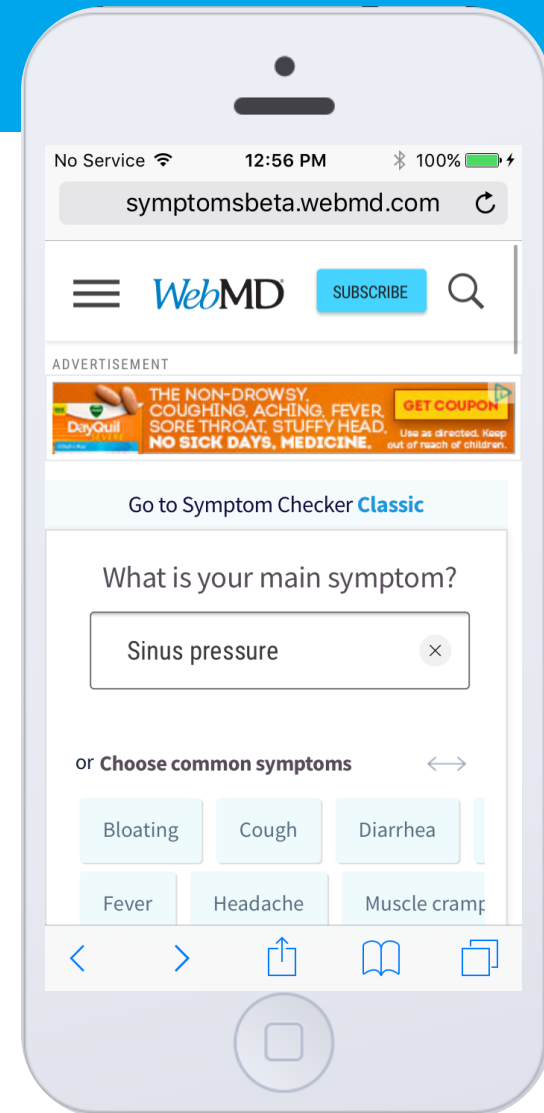 No Service 12:56 PM 100%
symptomsbeta.webmd.com
WebMD SUBSCRIBE
ADVERTISEMENT
THE NON-DROWSY,
COUGHING, ACHING, FEVER,
SORE THROAT, STUFFY HEAD,
NO SICK DAYS, MEDICINE.
DayQuil
SEVERE
GET COUPON
Use as directed. Keep
out of reach of children.
Go to Symptom Checker Classic
What is your main symptom?
Sinus pressure
or Choose common symptoms
Bloating Cough Diarrhea
Fever Headache Muscle cramp